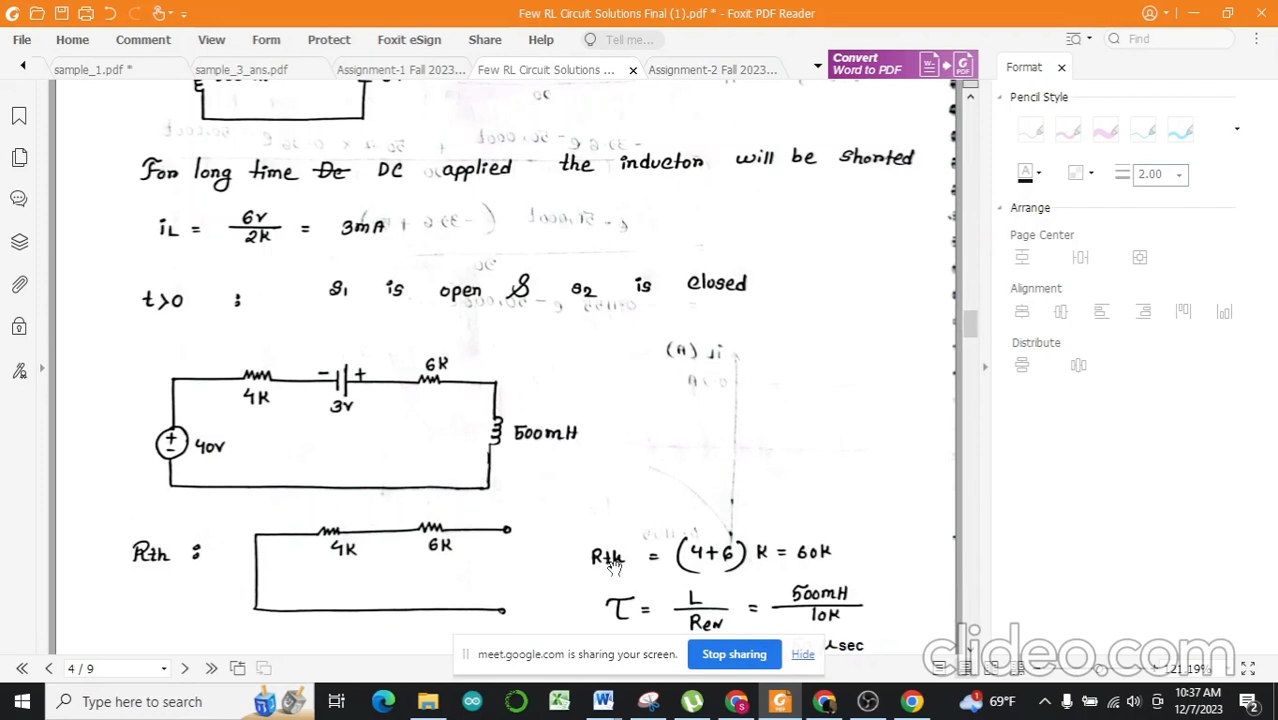 Few RL Circuit Solutions Final (1).pdf * - Foxit PDF Reader
File Home Comment View Form Protect Foxit eSign Share Help Tell me... Find
sample_1.pdf * sample_3_ans.pdf Assignment-1 Fall 2023... Few RL Circuit Solutions ... Assignment-2 Fall 2023... Convert Word to PDF
Format
Pencil Style
2.00
Arrange
Page Center
Alignment
Distribute
For long time De DC applied the inductor will be shorted
iL = 6v / 2k = 3mA
t>0 : S1 is open & S2 is closed
4K - + 3v 6K
+ - 40v 500mH
Rth : 4K 6K
Rth = (4+6) K = 60K
τ = L / Req = 500mH / 10K
μsec
meet.google.com is sharing your screen. Stop sharing Hide
clideo.com
4 / 9 121.19%
Type here to search
69°F 10:37 AM
12/7/2023
2